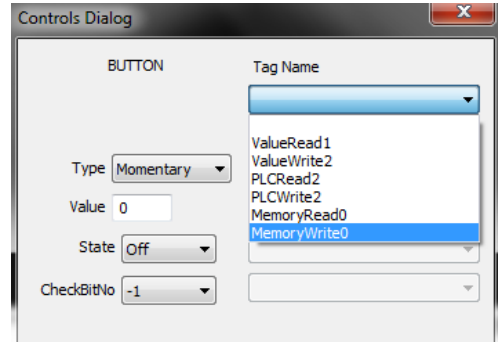 Controls Dialog
BUTTON
Tag Name
ValueRead1
ValueWrite2
PLCRead2
PLCWrite2
MemoryRead0
MemoryWrite0
Type Momentary
Value 0
State Off
CheckBitNo -1